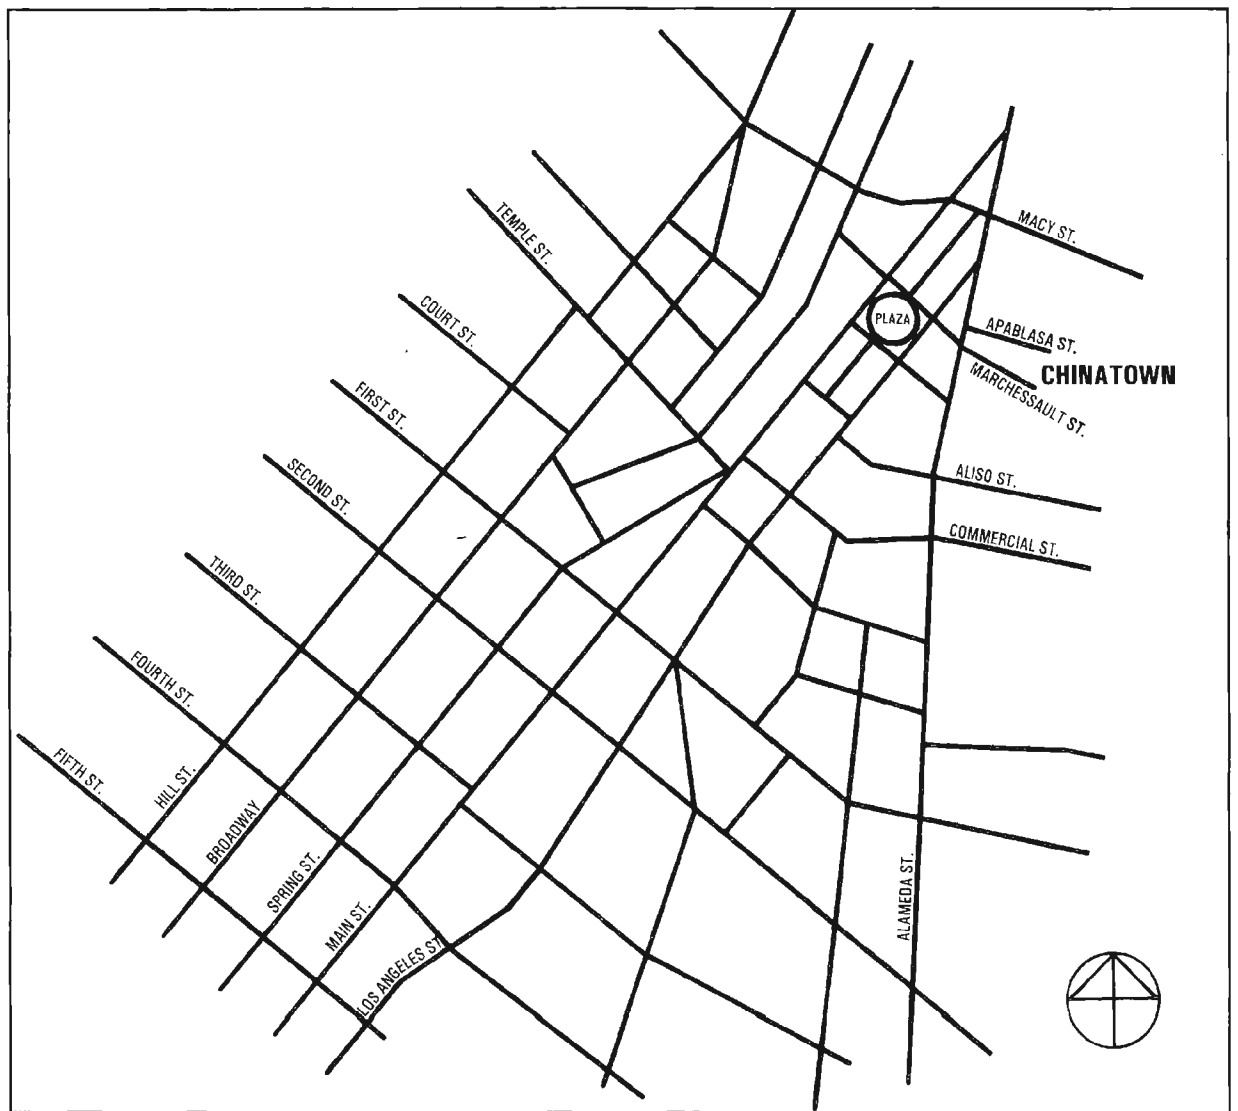 MACY ST.
TEMPLE ST.
COURT ST.
PLAZA
APABLASA ST.
CHINATOWN
MARCHESSAULT ST.
FIRST ST.
SECOND ST.
ALISO ST.
COMMERCIAL ST.
THIRD ST.
FOURTH ST.
FIFTH ST.
HILL ST.
BROADWAY
SPRING ST.
MAIN ST.
LOS ANGELES ST.
ALAMEDA ST.